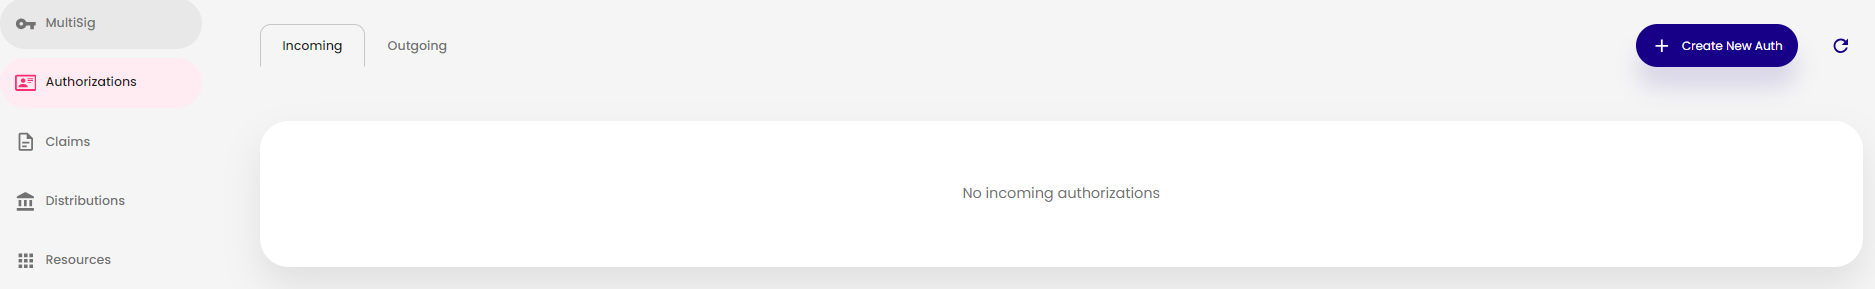 MultiSig
Authorizations
Claims
Distributions
Resources
Incoming
Outgoing
Create New Auth
No incoming authorizations